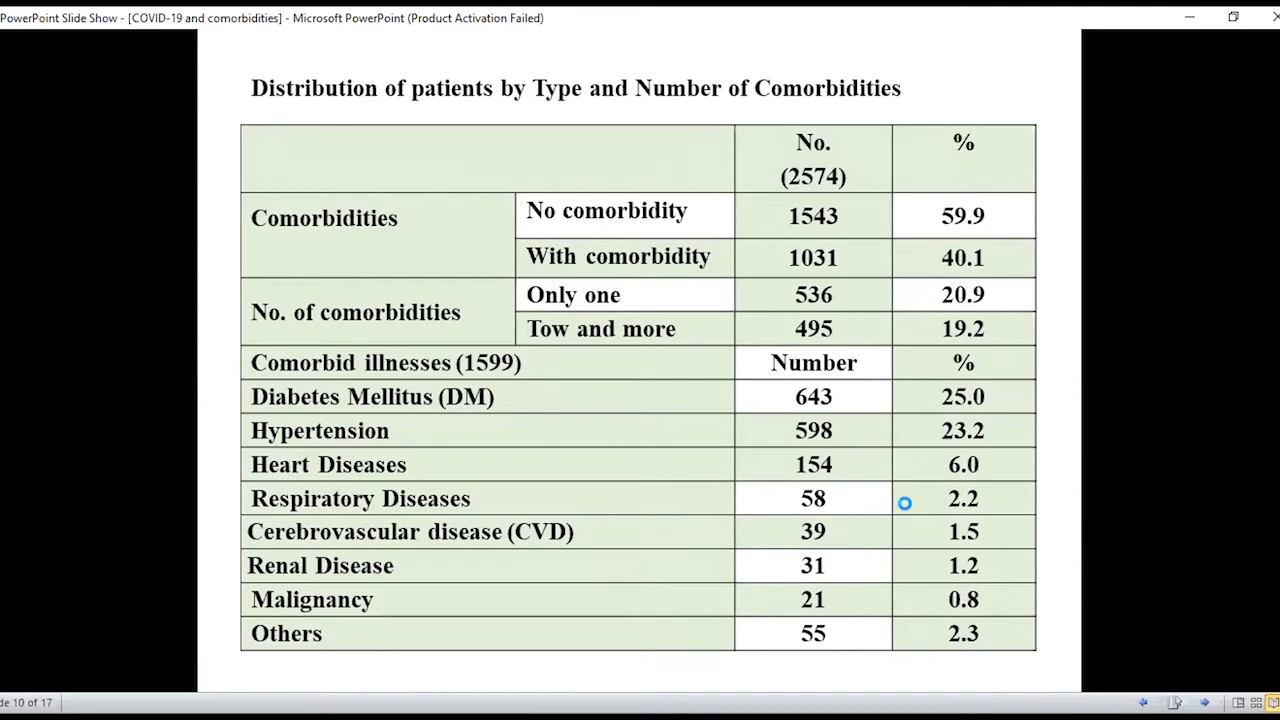 PowerPoint Slide Show - [COVID-19 and comorbidities] - Microsoft PowerPoint (Product Activation Failed)
Distribution of patients by Type and Number of Comorbidities
No. (2574) %
Comorbidities No comorbidity 1543 59.9
With comorbidity 1031 40.1
No. of comorbidities Only one 536 20.9
Tow and more 495 19.2
Comorbid illnesses (1599) Number %
Diabetes Mellitus (DM) 643 25.0
Hypertension 598 23.2
Heart Diseases 154 6.0
Respiratory Diseases 58 2.2
Cerebrovascular disease (CVD) 39 1.5
Renal Disease 31 1.2
Malignancy 21 0.8
Others 55 2.3
de 10 of 17